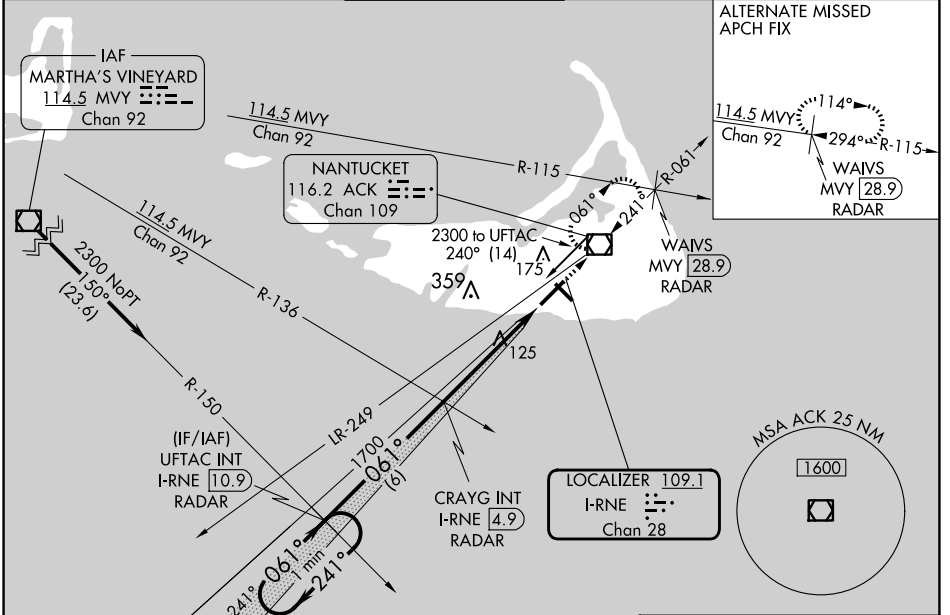 IAF
MARTHA'S VINEYARD
114.5 MVY
Chan 92
114.5 MVY
Chan 92
R-115
NANTUCKET
116.2 ACK
Chan 109
061°
241°
R-061
2300 to UFTAC
240° (14)
175
359
WAIVS
MVY 28.9
RADAR
114.5 MVY
Chan 92
R-136
2300 NoPT
150°
(23.6)
R-150
125
LR-249
1700
061°
(6)
(IF/IAF)
UFTAC INT
I-RNE 10.9
RADAR
CRAYG INT
I-RNE 4.9
RADAR
LOCALIZER 109.1
I-RNE
Chan 28
061°
1 min
241°
241°
MSA ACK 25 NM
1600
ALTERNATE MISSED
APCH FIX
114.5 MVY
Chan 92
114°
294°
R-115
WAIVS
MVY 28.9
RADAR